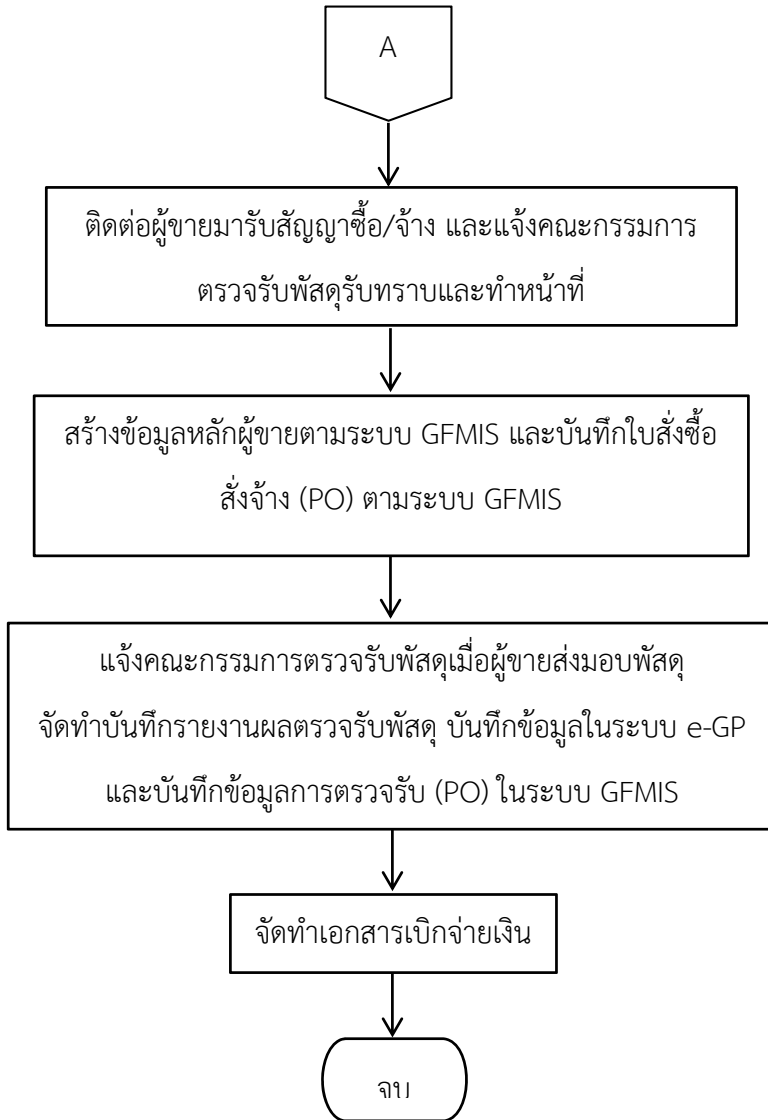 A
ติดต่อผู้ขายมารับสัญญาซื้อ/จ้าง และแจ้งคณะกรรมการ
ตรวจรับพัสดุรับทราบและทำหน้าที่
สร้างข้อมูลหลักผู้ขายตามระบบ GFMIS และบันทึกใบสั่งซื้อ
สั่งจ้าง (PO) ตามระบบ GFMIS
แจ้งคณะกรรมการตรวจรับพัสดุเมื่อผู้ขายส่งมอบพัสดุ
จัดทำบันทึกรายงานผลตรวจรับพัสดุ บันทึกข้อมูลในระบบ e-GP
และบันทึกข้อมูลการตรวจรับ (PO) ในระบบ GFMIS
จัดทำเอกสารเบิกจ่ายเงิน
จบ